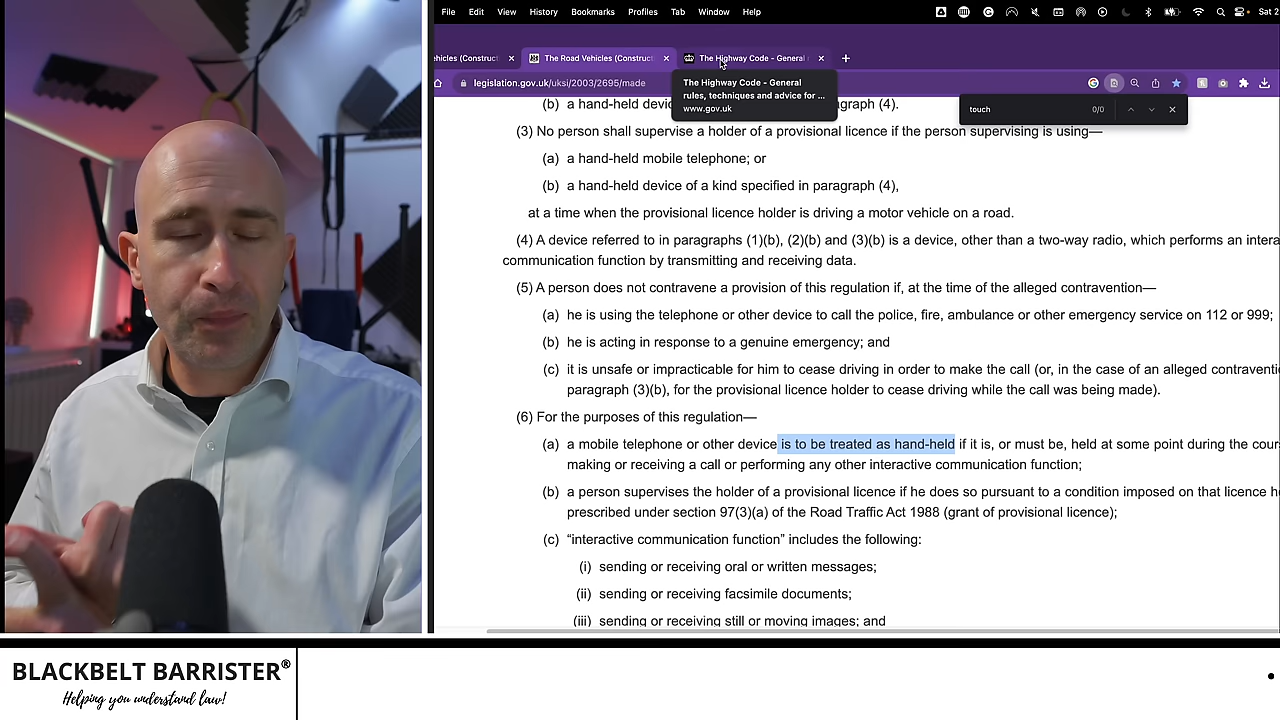 File Edit View History Bookmarks Profiles Tab Window Help Sat 2
ehicles (Construct The Road Vehicles (Construct The Highway Code - General
legislation.gov.uk/uksi/2003/2695/made
The Highway Code - General
rules, techniques and advice for ...
www.gov.uk
touch 0/0
(b) a hand-held devic agraph (4).
(3) No person shall supervise a holder of a provisional licence if the person supervising is using—
(a) a hand-held mobile telephone; or
(b) a hand-held device of a kind specified in paragraph (4),
at a time when the provisional licence holder is driving a motor vehicle on a road.
(4) A device referred to in paragraphs (1)(b), (2)(b) and (3)(b) is a device, other than a two-way radio, which performs an intera
communication function by transmitting and receiving data.
(5) A person does not contravene a provision of this regulation if, at the time of the alleged contravention—
(a) he is using the telephone or other device to call the police, fire, ambulance or other emergency service on 112 or 999;
(b) he is acting in response to a genuine emergency; and
(c) it is unsafe or impracticable for him to cease driving in order to make the call (or, in the case of an alleged contraventi
paragraph (3)(b), for the provisional licence holder to cease driving while the call was being made).
(6) For the purposes of this regulation—
(a) a mobile telephone or other device is to be treated as hand-held if it is, or must be, held at some point during the cour
making or receiving a call or performing any other interactive communication function;
(b) a person supervises the holder of a provisional licence if he does so pursuant to a condition imposed on that licence h
prescribed under section 97(3)(a) of the Road Traffic Act 1988 (grant of provisional licence);
(c) “interactive communication function” includes the following:
(i) sending or receiving oral or written messages;
(ii) sending or receiving facsimile documents;
(iii) sending or receiving still or moving images; and
BLACKBELT BARRISTER®
Helping you understand law!